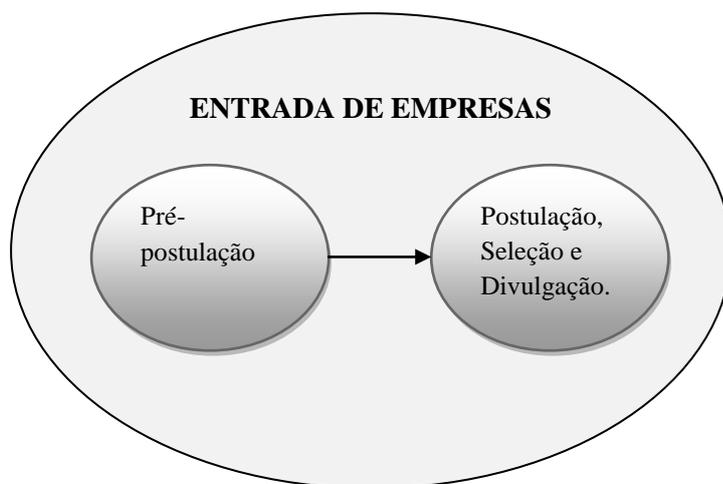 ENTRADA DE EMPRESAS
Pré-
postulação
Postulação,
Seleção e
Divulgação.